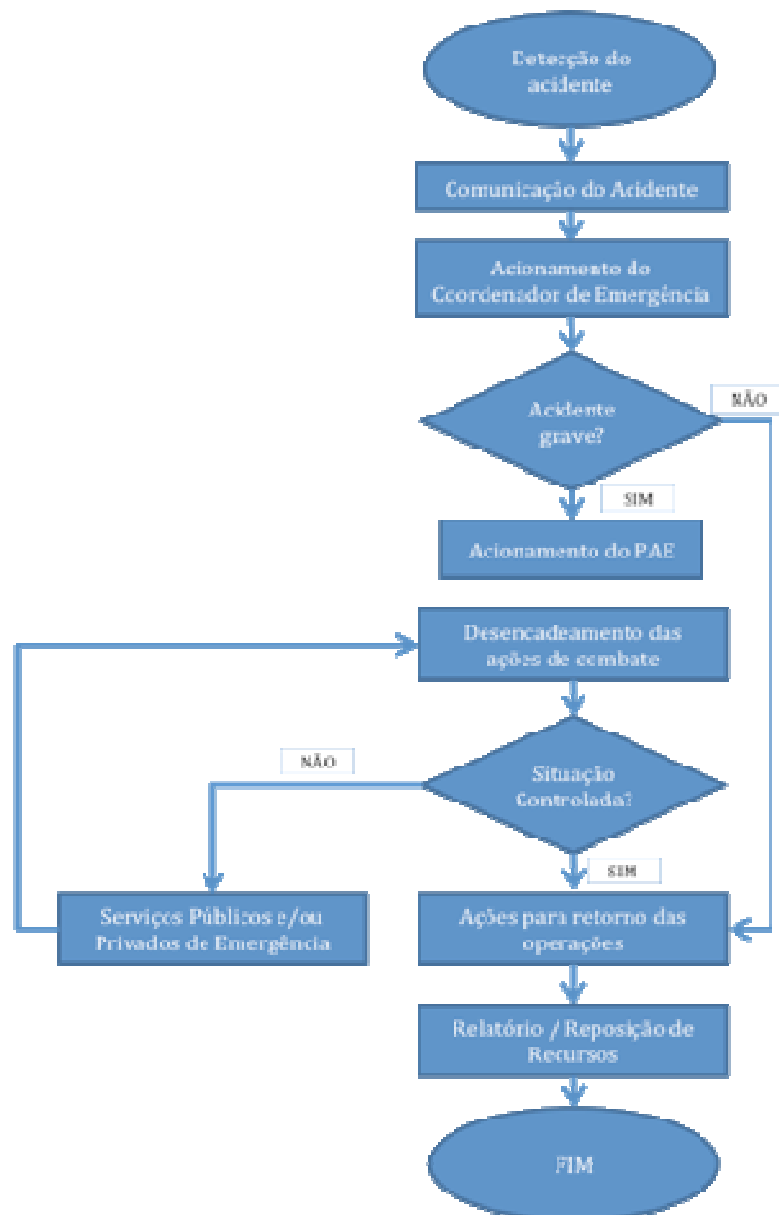 Detecção do
acidente
Comunicação do Acidente
Acionamento do
Coordenador de Emergência
Acidente
grave?
NÃO
SIM
Acionamento do PAE
Desencadeamento das
ações de combate
NÃO
Situação
Controlada?
SIM
Serviços Públicos e/ou
Privados de Emergência
Ações para retorno das
operações
Relatório / Reposição de
Recursos
FIM